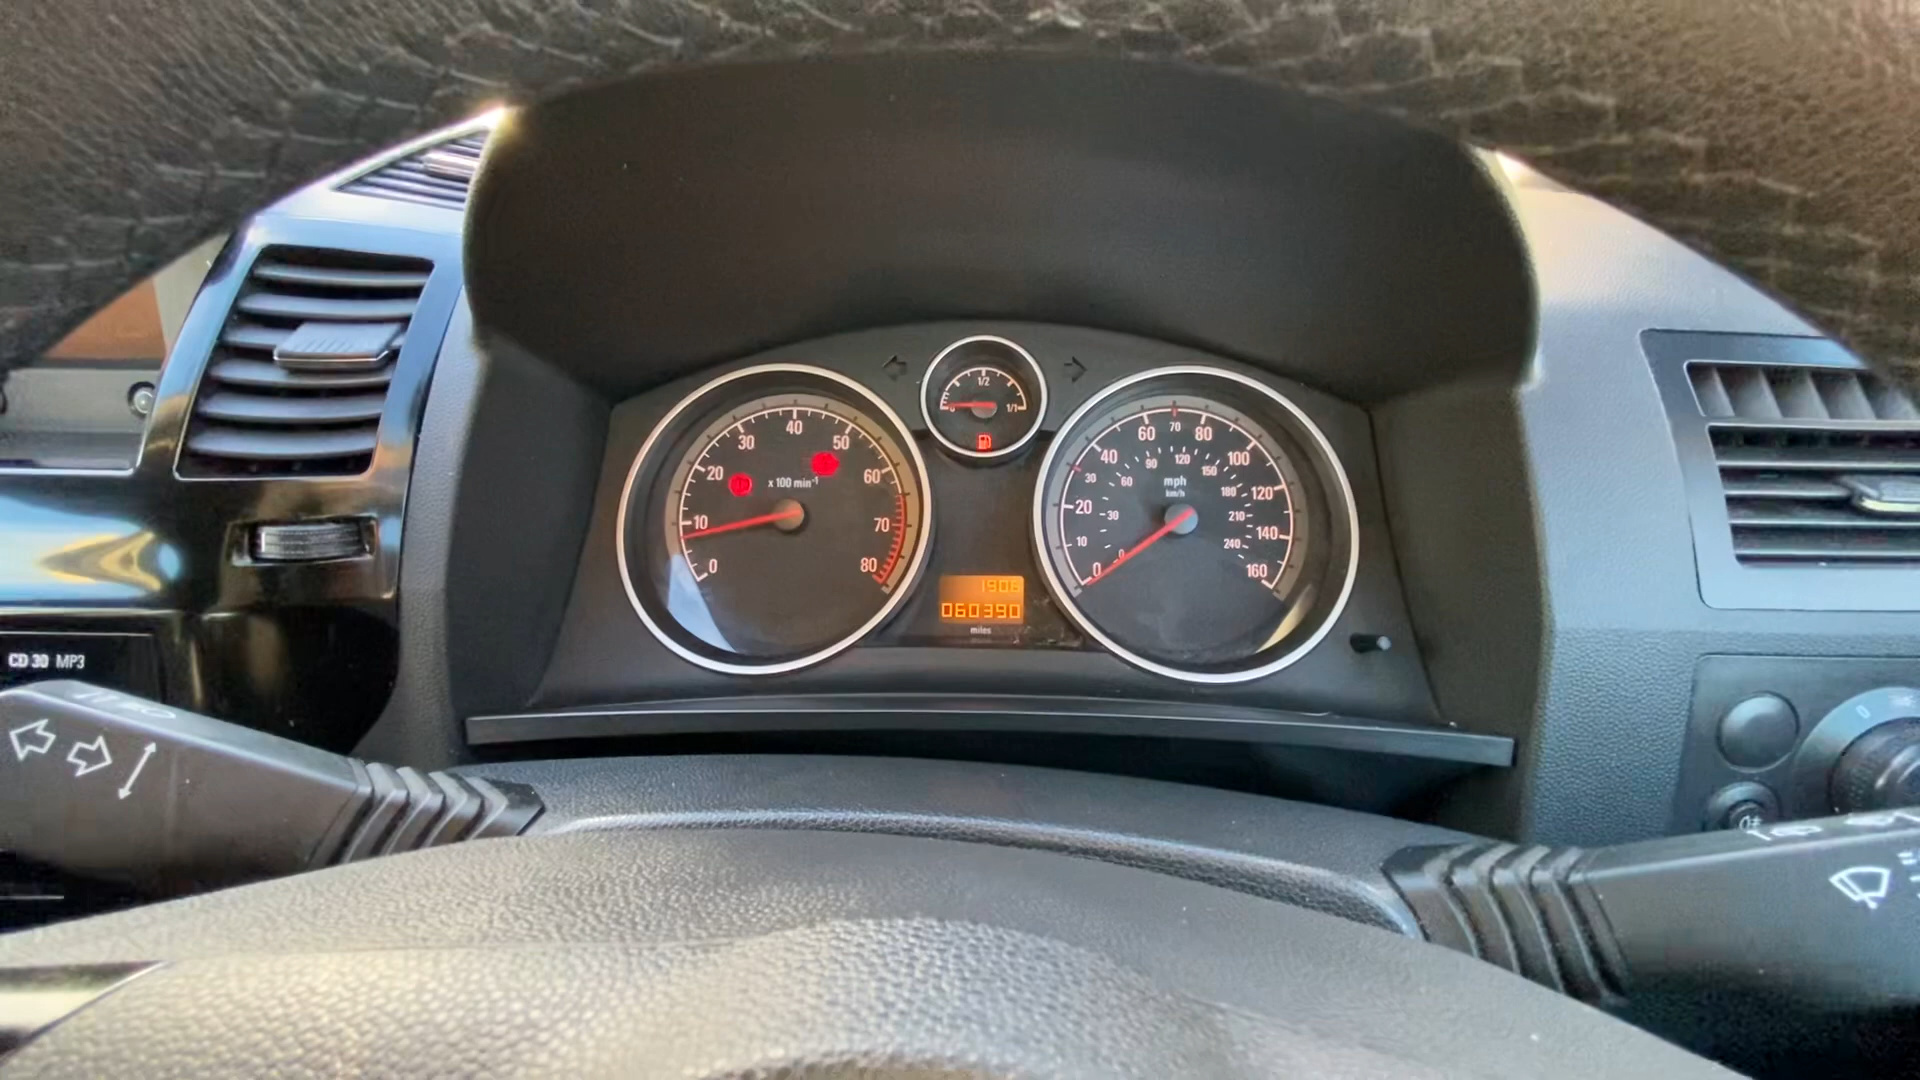 1/2
0 1/1
0 10 20 30 40 50 60 70 80
x 100 min⁻¹
0 10 20 30 40 60 70 80 100 120 140 160
0 30 60 90 120 150 180 210 240
mph
km/h
060390
miles
CD 30 MP3
0